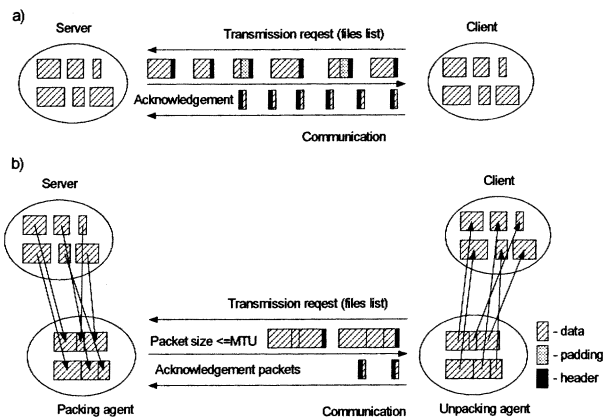 a)
Server
Transmission reqest (files list)
Client
Acknowledgement
Communication
b)
Server
Client
Transmission reqest (files list)
Packet size <=MTU
Acknowledgement packets
- data
- padding
- header
Packing agent
Communication
Unpacking agent